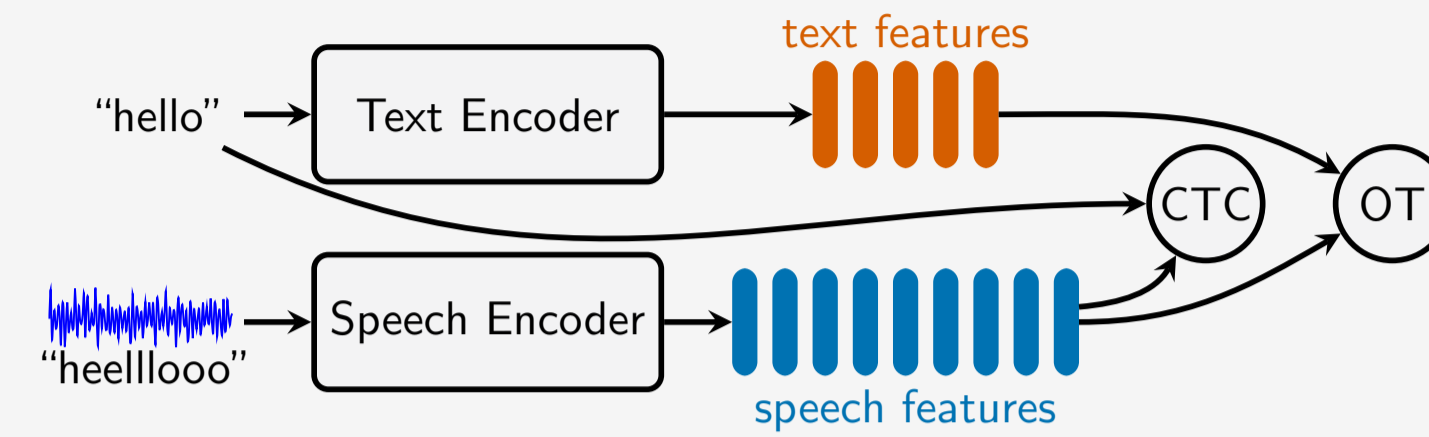 text features
“hello”
Text Encoder
CTC
OT
Speech Encoder
“heelllooo”
speech features